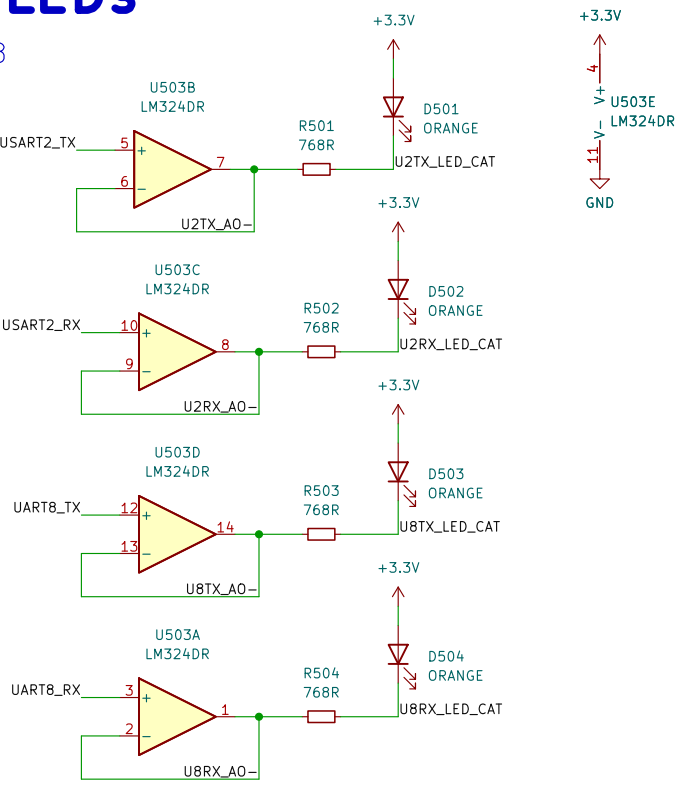 LEDs
+3.3V
+3.3V
U503B
LM324DR
D501
ORANGE
4
V+
U503E
LM324DR
V-
11
GND
R501
768R
USART2_TX
5
+
7
6
-
U2TX_LED_CAT
U2TX_AO-
+3.3V
U503C
LM324DR
D502
ORANGE
R502
768R
USART2_RX
10
+
8
9
-
U2RX_LED_CAT
U2RX_AO-
+3.3V
U503D
LM324DR
D503
ORANGE
R503
768R
UART8_TX
12
+
14
13
-
U8TX_LED_CAT
U8TX_AO-
+3.3V
U503A
LM324DR
D504
ORANGE
R504
768R
UART8_RX
3
+
1
2
-
U8RX_LED_CAT
U8RX_AO-